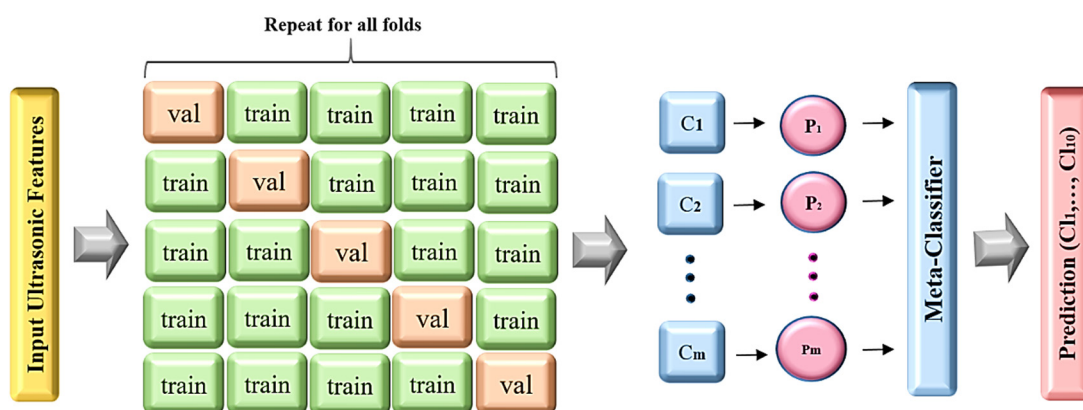 Repeat for all folds
Input Ultrasonic Features
val train train train train
train val train train train
train train val train train
train train train val train
train train train train val
C1 P1
C2 P2
Cm Pm
Meta-Classifier
Prediction (Cl1,..., Cl10)